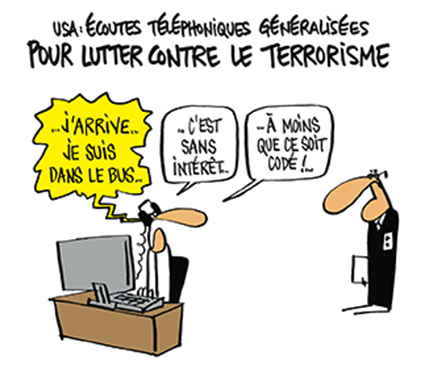 USA : ÉCOUTES TÉLÉPHONIQUES GÉNÉRALISÉES
POUR LUTTER CONTRE LE TERRORISME
...J'ARRIVE...
JE SUIS
DANS LE BUS...
...C'EST
SANS
INTÉRÊT...
...À MOINS
QUE CE SOIT
CODÉ !...